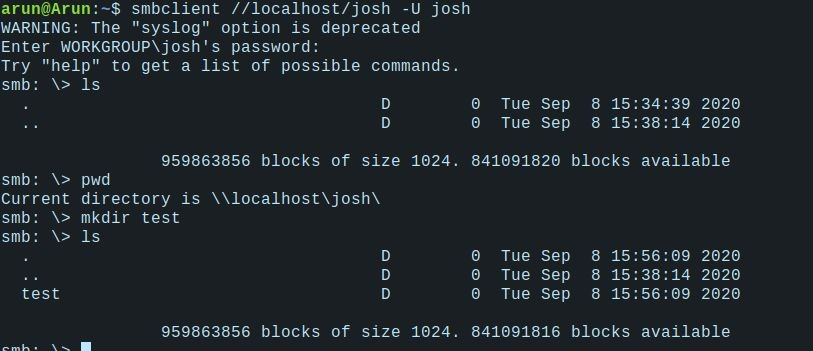 arun@Arun:~$ smbclient //localhost/josh -U josh
WARNING: The "syslog" option is deprecated
Enter WORKGROUP\josh's password:
Try "help" to get a list of possible commands.
smb: \> ls
  .                                   D        0  Tue Sep  8 15:34:39 2020
  ..                                  D        0  Tue Sep  8 15:38:14 2020

                959863856 blocks of size 1024. 841091820 blocks available
smb: \> pwd
Current directory is \\localhost\josh\
smb: \> mkdir test
smb: \> ls
  .                                   D        0  Tue Sep  8 15:56:09 2020
  ..                                  D        0  Tue Sep  8 15:38:14 2020
  test                                D        0  Tue Sep  8 15:56:09 2020

                959863856 blocks of size 1024. 841091816 blocks available
smb: \>